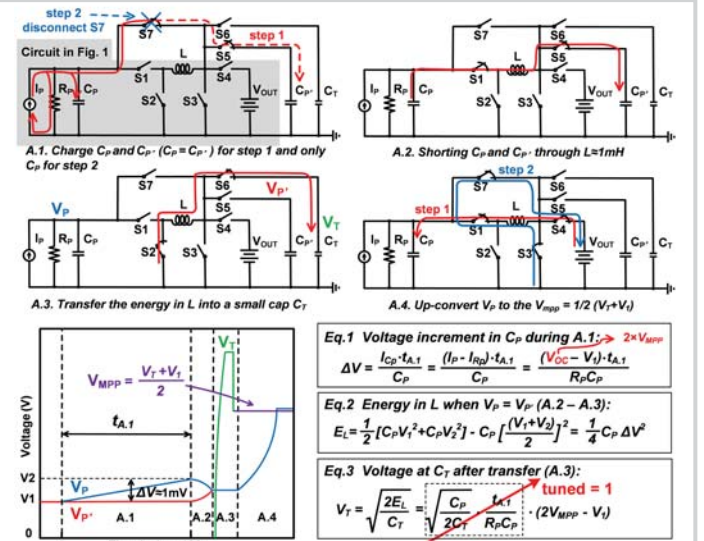 step 2
disconnect S7
S7
S6
step 1
S5
Circuit in Fig. 1
L
S1
S4
IP
RP
CP
S2
S3
VOUT
CP'
CT
A.1. Charge CP and CP' (CP = CP' ) for step 1 and only
CP for step 2
S7
S6
S5
L
S1
S4
IP
RP
CP
S2
S3
VOUT
CP'
CT
A.2. Shorting CP and CP' through L≈1mH
S7
S6
VP'
VP
L
S5
VT
S1
S4
IP
RP
CP
S2
S3
VOUT
CP'
CT
A.3. Transfer the energy in L into a small cap CT
step 2
S7
S6
step 1
L
S5
S1
S4
IP
RP
CP
S2
S3
VOUT
CP'
CT
A.4. Up-convert VP to the Vmpp = 1/2 (VT+V1)
Voltage (V)
VT
VMPP = VT+V1 / 2
tA.1
V2
V1
0
VP
ΔV≈1mV
VP'
A.1
A.2
A.3
A.4
Eq.1 Voltage increment in CP during A.1: 2×VMPP
ΔV = ICP·tA.1 / CP = (IP - IRP)·tA.1 / CP = (VOC – V1)·tA.1 / RPCP
Eq.2 Energy in L when VP = VP' (A.2 – A.3):
EL = 1/2 [CPV1²+CPV2²] - CP [(V1+V2)/2]² = 1/4 CP ΔV²
Eq.3 Voltage at CT after transfer (A.3):
tuned = 1
VT = √(2EL / CT) = √(CP / 2CT) · tA.1 / RPCP · (2VMPP - V1)